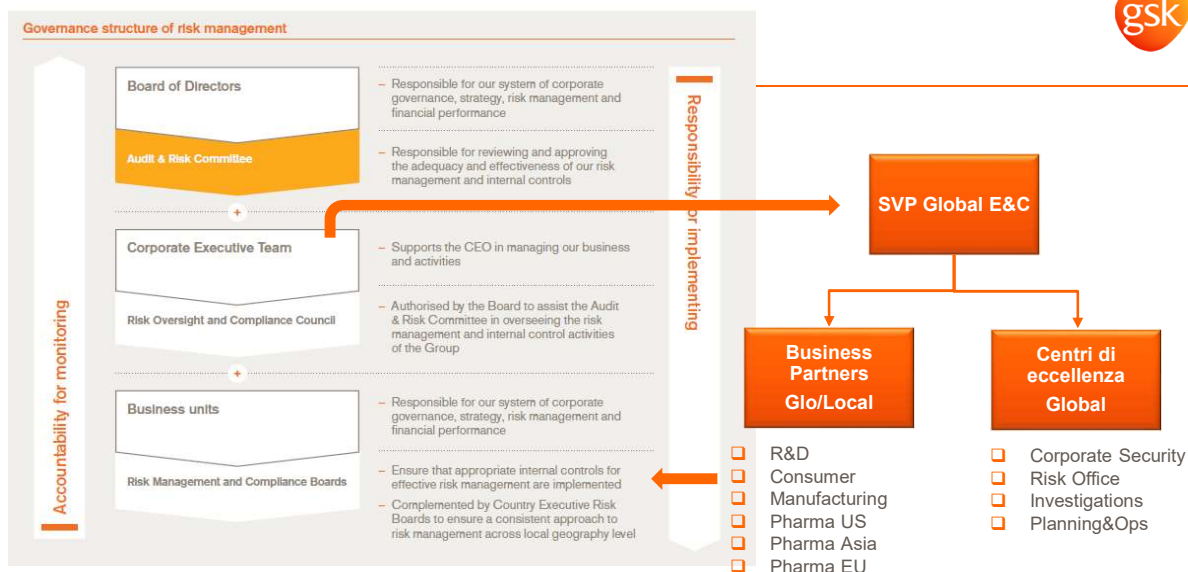 Governance structure of risk management
gsk
Accountability for monitoring
Board of Directors
– Responsible for our system of corporate
governance, strategy, risk management and
financial performance
Audit & Risk Committee
– Responsible for reviewing and approving
the adequacy and effectiveness of our risk
management and internal controls
+
Corporate Executive Team
– Supports the CEO in managing our business
and activities
Risk Oversight and Compliance Council
– Authorised by the Board to assist the Audit
& Risk Committee in overseeing the risk
management and internal control activities
of the Group
+
Business units
– Responsible for our system of corporate
governance, strategy, risk management and
financial performance
Risk Management and Compliance Boards
– Ensure that appropriate internal controls for
effective risk management are implemented
– Complemented by Country Executive Risk
Boards to ensure a consistent approach to
risk management across local geography level
Responsibility for implementing
SVP Global E&C
Business
Partners
Glo/Local
R&D
Consumer
Manufacturing
Pharma US
Pharma Asia
Pharma EU
Centri di
eccellenza
Global
Corporate Security
Risk Office
Investigations
Planning&Ops